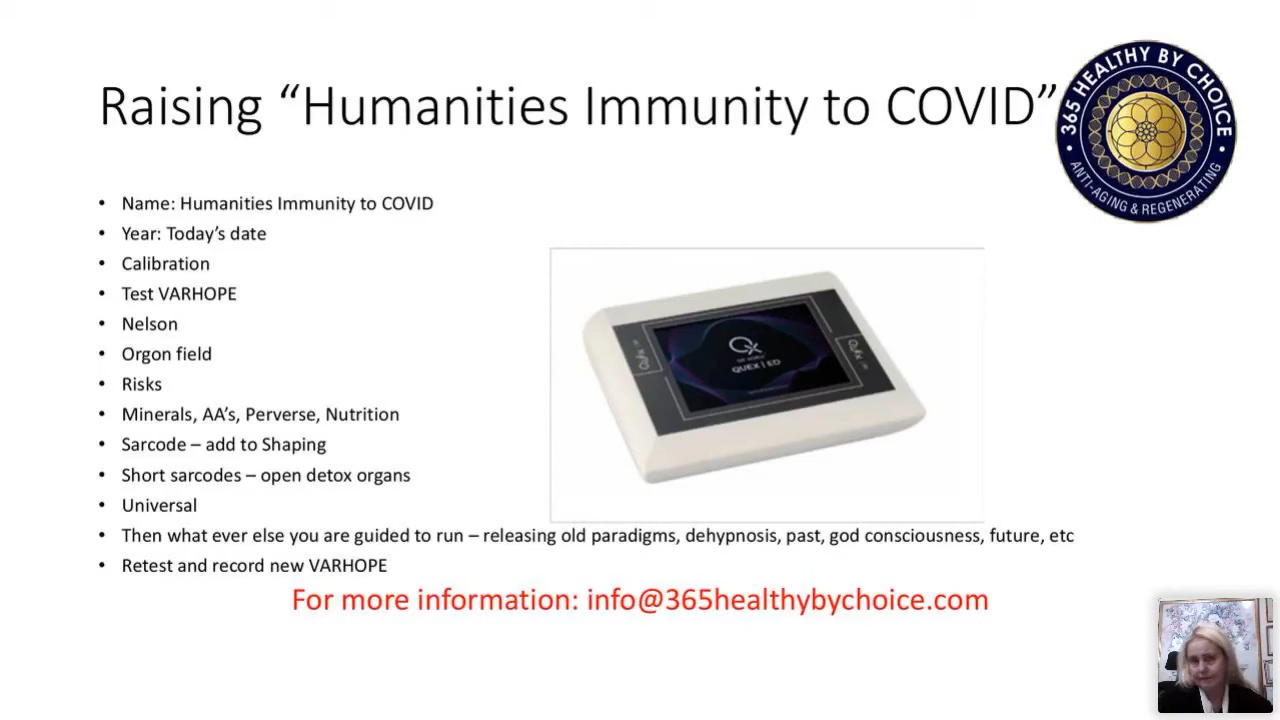 Raising “Humanities Immunity to COVID”
365 HEALTHY BY CHOICE
ANTI-AGING & REGENERATING
• Name: Humanities Immunity to COVID
• Year: Today’s date
• Calibration
• Test VARHOPE
• Nelson
• Orgon field
• Risks
• Minerals, AA’s, Perverse, Nutrition
• Sarcode – add to Shaping
• Short sarcodes – open detox organs
• Universal
• Then what ever else you are guided to run – releasing old paradigms, dehypnosis, past, god consciousness, future, etc
• Retest and record new VARHOPE
QX
QUEX | ED
For more information: info@365healthybychoice.com